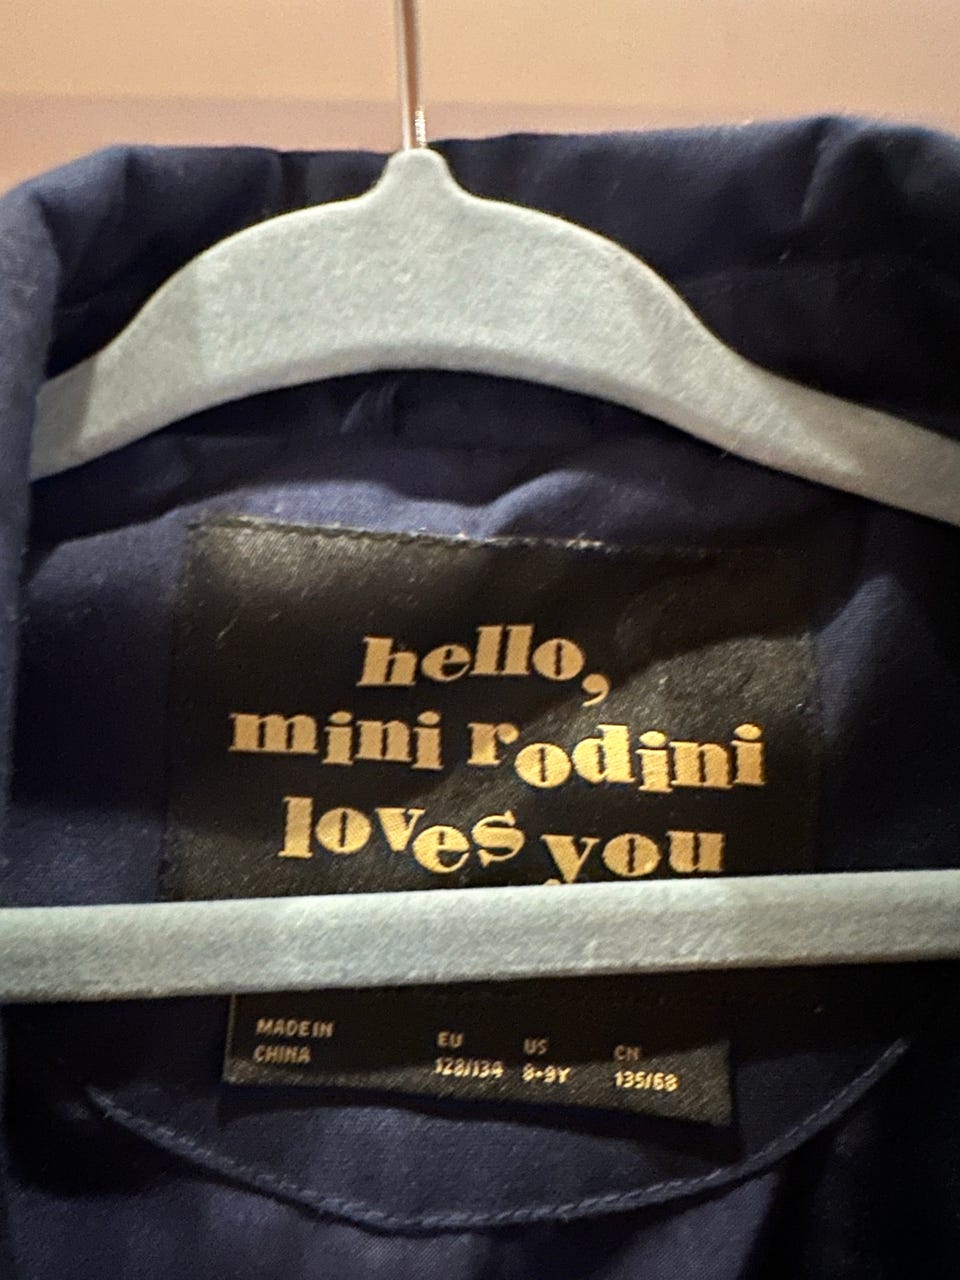 hello,
mini rodini
loves you
MADE IN
CHINA
EU
128/134
US
8-9Y
CN
135/68